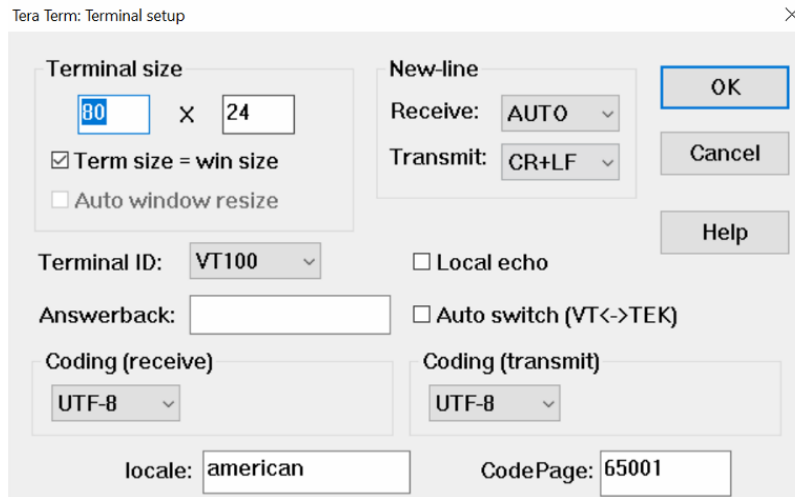 Tera Term: Terminal setup
Terminal size
80 X 24
Term size = win size
Auto window resize
New-line
Receive: AUTO
Transmit: CR+LF
OK
Cancel
Help
Terminal ID: VT100
Local echo
Answerback:
Auto switch (VT<->TEK)
Coding (receive)
UTF-8
Coding (transmit)
UTF-8
locale: american
CodePage: 65001